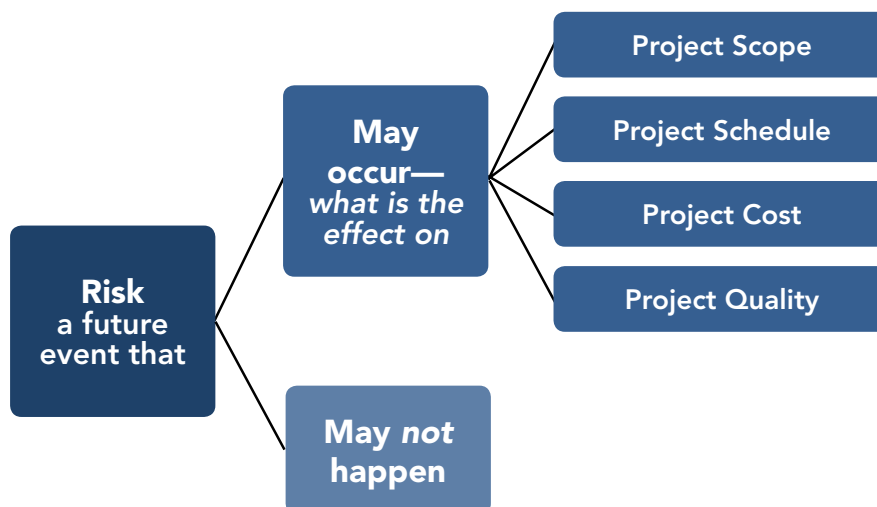 Risk
a future
event that
May
occur—
what is the
effect on
May not
happen
Project Scope
Project Schedule
Project Cost
Project Quality